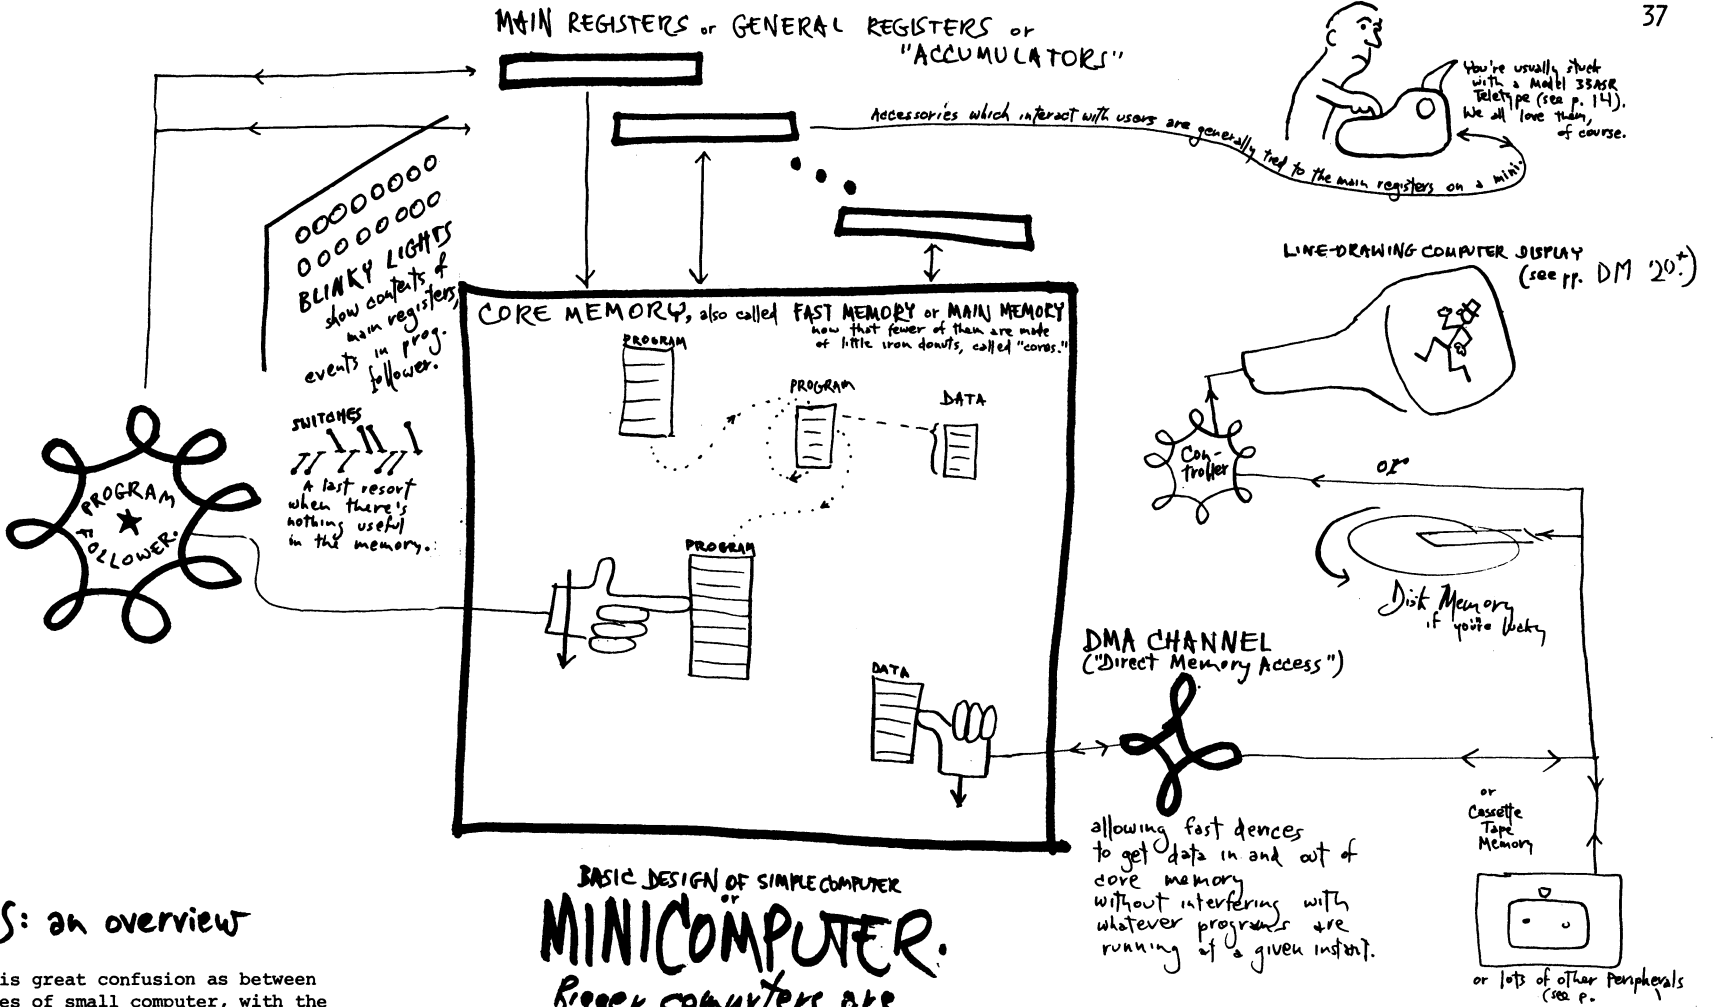 37
MAIN REGISTERS or GENERAL REGISTERS or
"ACCUMULATORS"
You're usually stuck
with a Model 33ASR
Teletype (see p. 14).
We all love them,
of course.
Accessories which interact with users are generally tied to the main registers on a mini.
BLINKY LIGHTS
show contents of
main registers,
events in prog.
follower.
SWITCHES
A last resort
when there's
nothing useful
in the memory.
PROGRAM
FOLLOWER.
CORE MEMORY, also called FAST MEMORY or MAIN MEMORY
now that fewer of them are made
of little iron donuts, called "cores."
PROGRAM
PROGRAM
DATA
PROGRAM
DATA
LINE-DRAWING COMPUTER DISPLAY
(see pp. DM
Con-
troller
or
Disk Memory
if you're lucky
DMA CHANNEL
("Direct Memory Access")
allowing fast devices
to get data in and out of
core memory
without interfering with
whatever programs are
running at a given instant.
or
Cassette
Tape
Memory
or lots of other Peripherals
(see p.
BASIC DESIGN OF SIMPLE COMPUTER
or
MINICOMPUTER.
Bigger computers are
S: an overview
is great confusion as between
es of small computer, with the